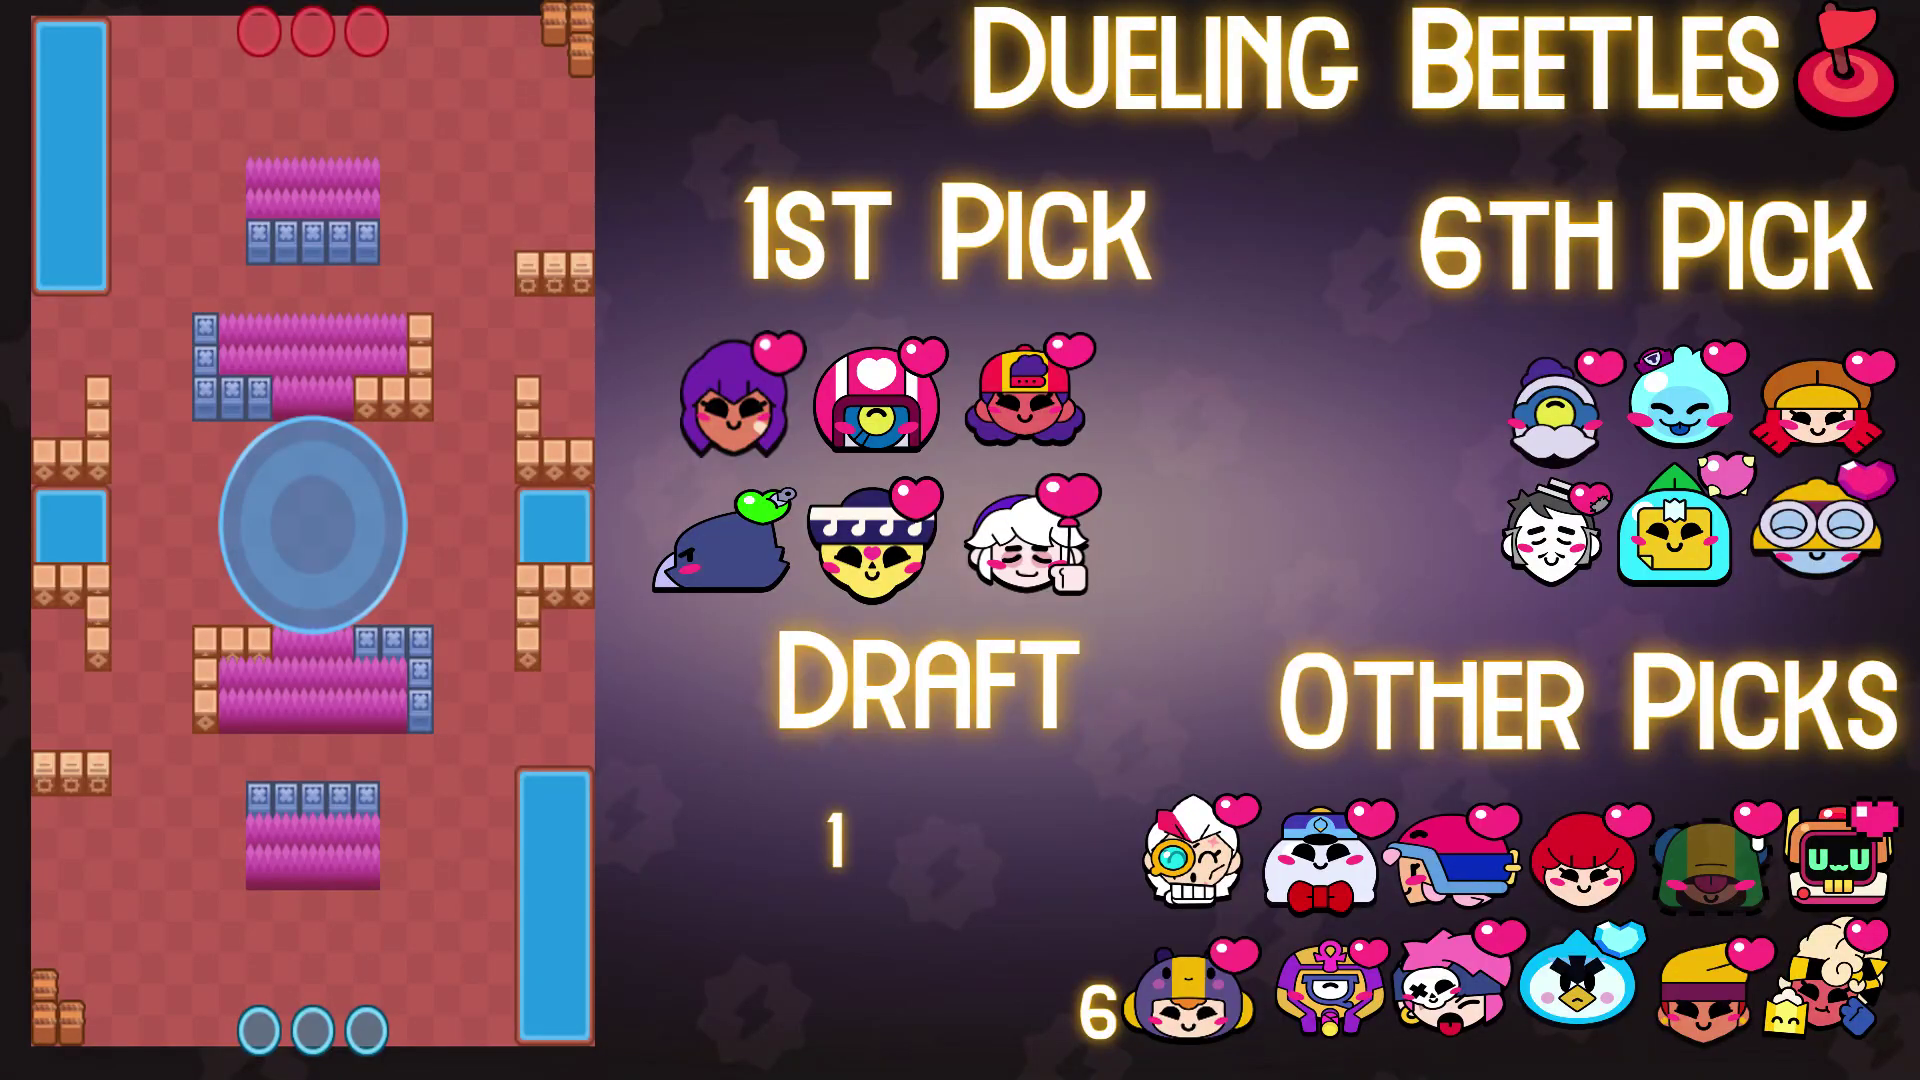 DUELING BEETLES
1ST PICK
6TH PICK
DRAFT
OTHER PICKS
1
6